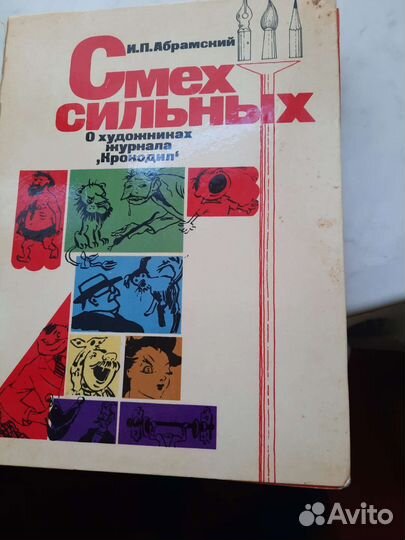 И.П.Абрамский
Смех
сильных
О художниках
журнала
„Крокодил“
Avito